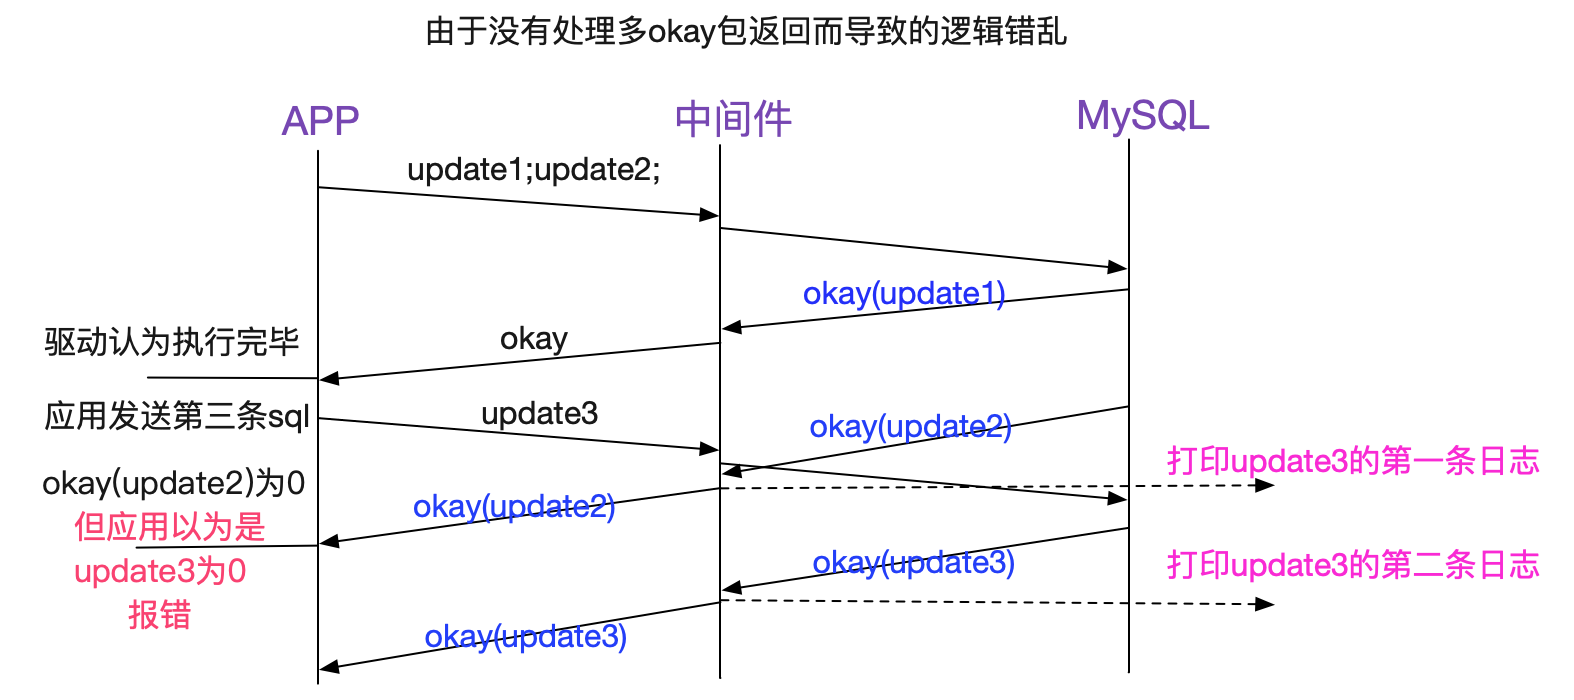 由于没有处理多okay包返回而导致的逻辑错乱
APP
中间件
MySQL
update1;update2;
okay(update1)
okay
驱动认为执行完毕
应用发送第三条sql
update3
okay(update2)
打印update3的第一条日志
okay(update2)为0
okay(update2)
但应用以为是
update3为0
报错
okay(update3)
打印update3的第二条日志
okay(update3)